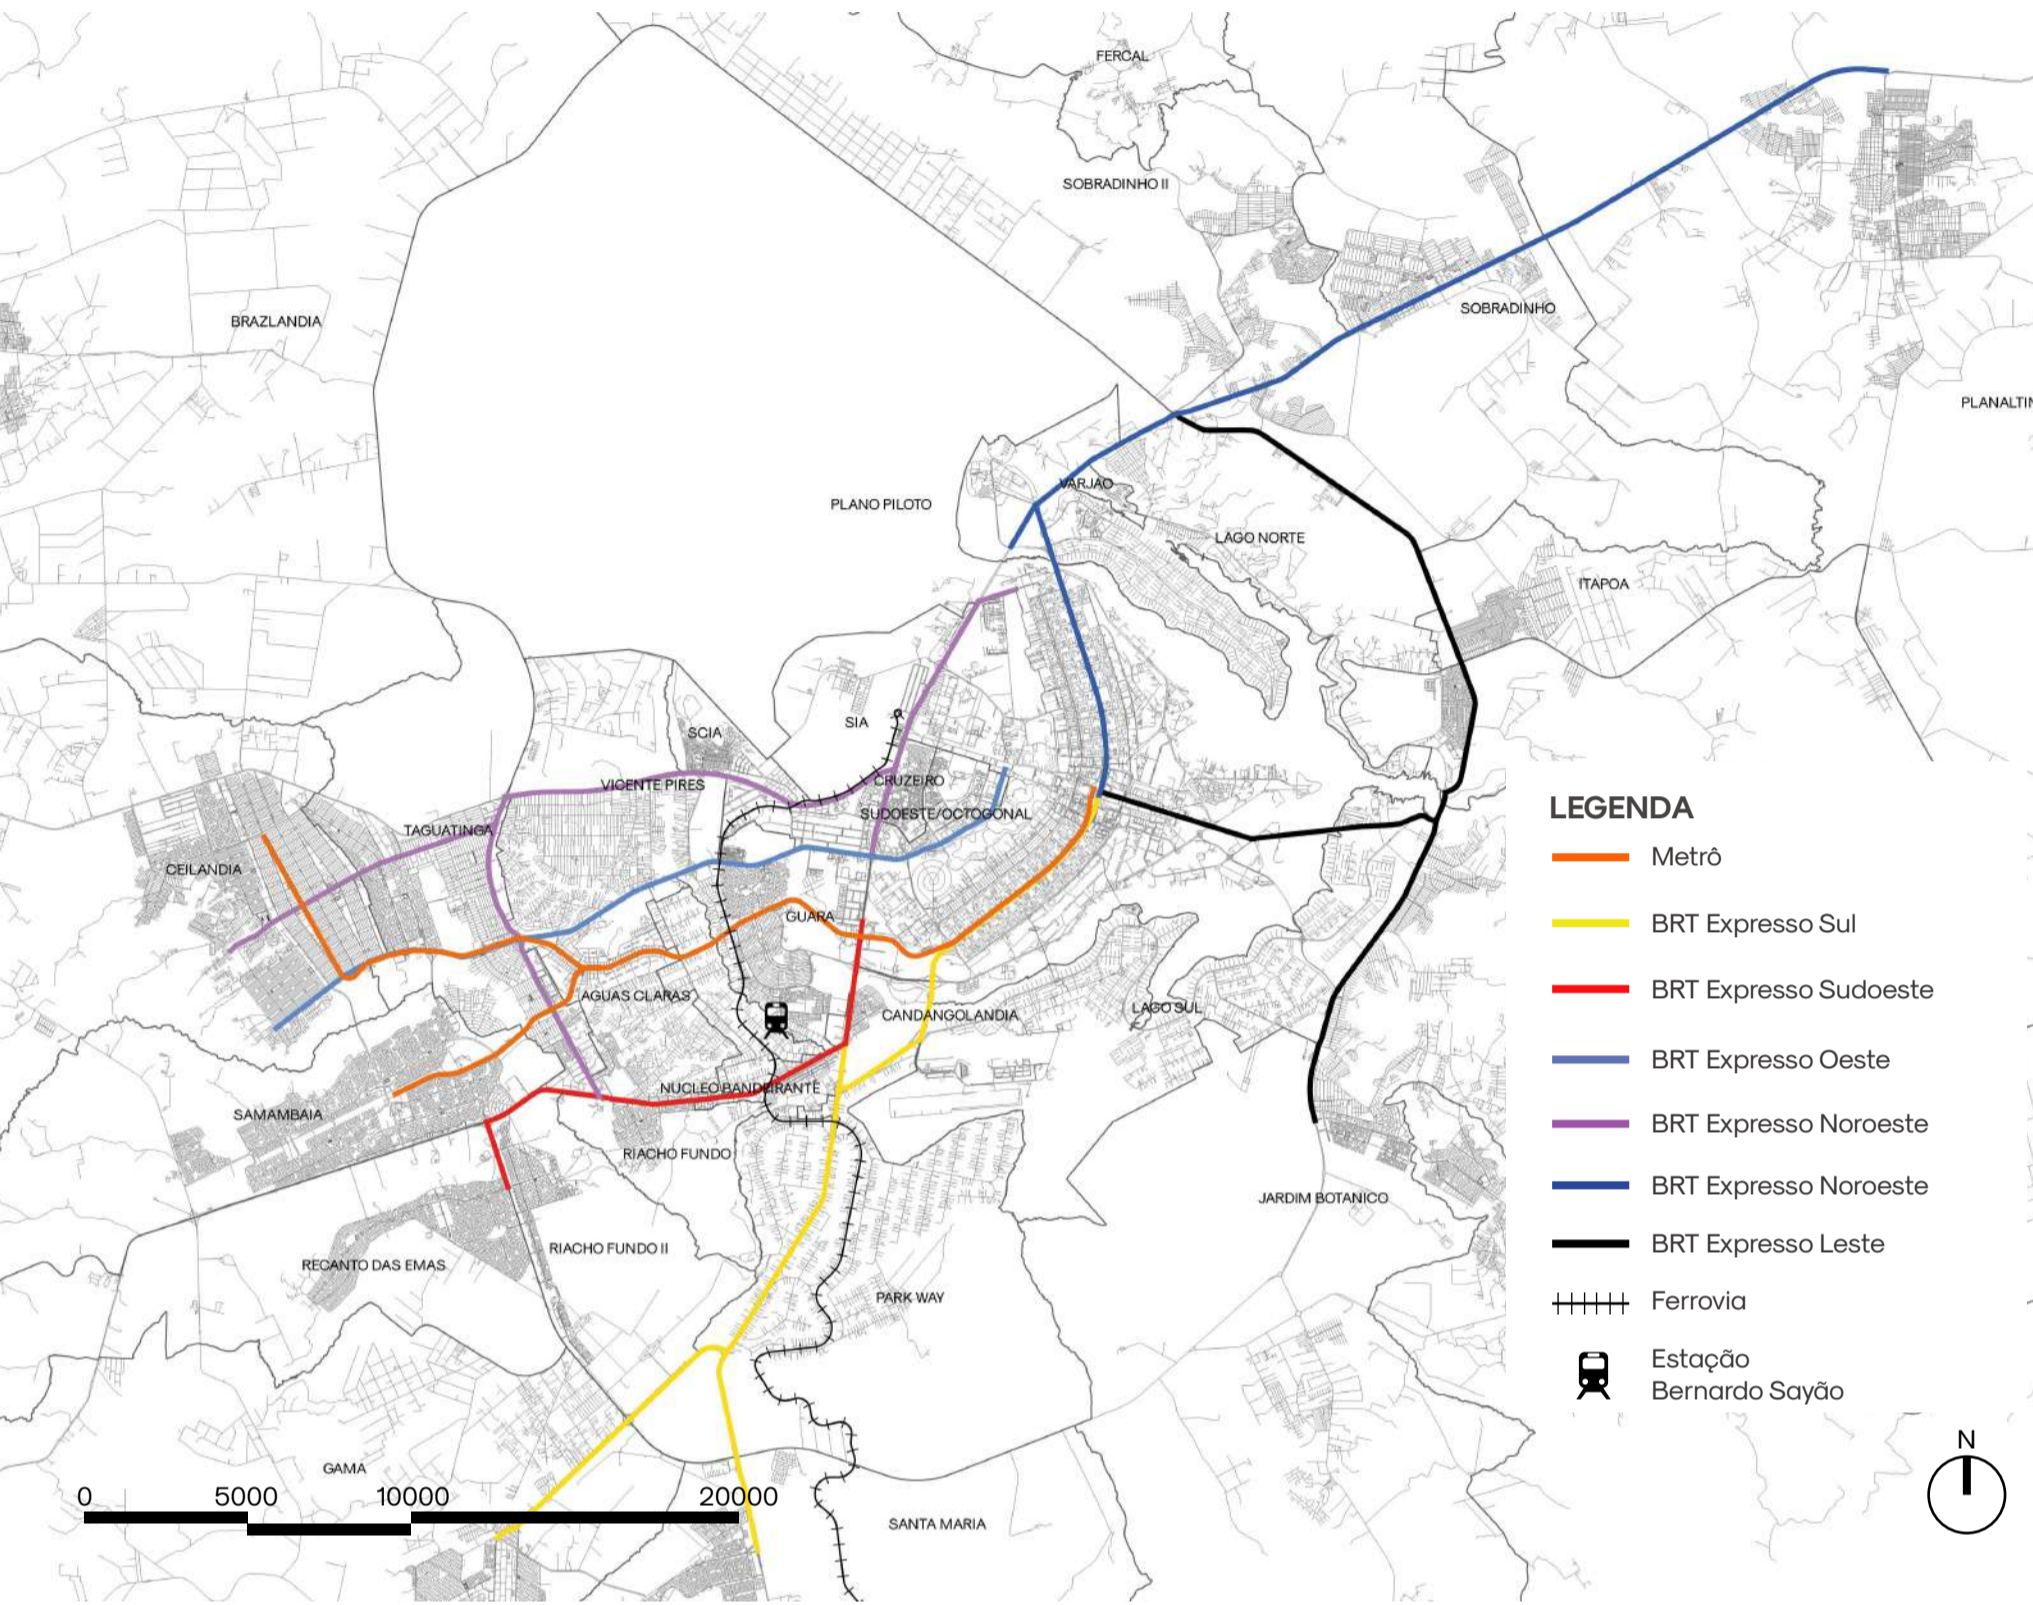 FERCAL
SOBRADINHO II
BRAZLANDIA
SOBRADINHO
PLANALTIN
VARJAO
PLANO PILOTO
LAGO NORTE
ITAPOA
SIA
SCIA
VICENTE PIRES
CRUZEIRO
SUDOESTE/OCTOGONAL
TAGUATINGA
CEILANDIA
GUARA
AGUAS CLARAS
CANDANGOLANDIA
LAGO SUL
NUCLEO BANDEIRANTE
SAMAMBAIA
RIACHO FUNDO
JARDIM BOTANICO
RIACHO FUNDO II
RECANTO DAS EMAS
PARK WAY
GAMA
SANTA MARIA
0 5000 10000 20000
LEGENDA
Metrô
BRT Expresso Sul
BRT Expresso Sudoeste
BRT Expresso Oeste
BRT Expresso Noroeste
BRT Expresso Noroeste
BRT Expresso Leste
Ferrovia
Estação
Bernardo Sayão
N